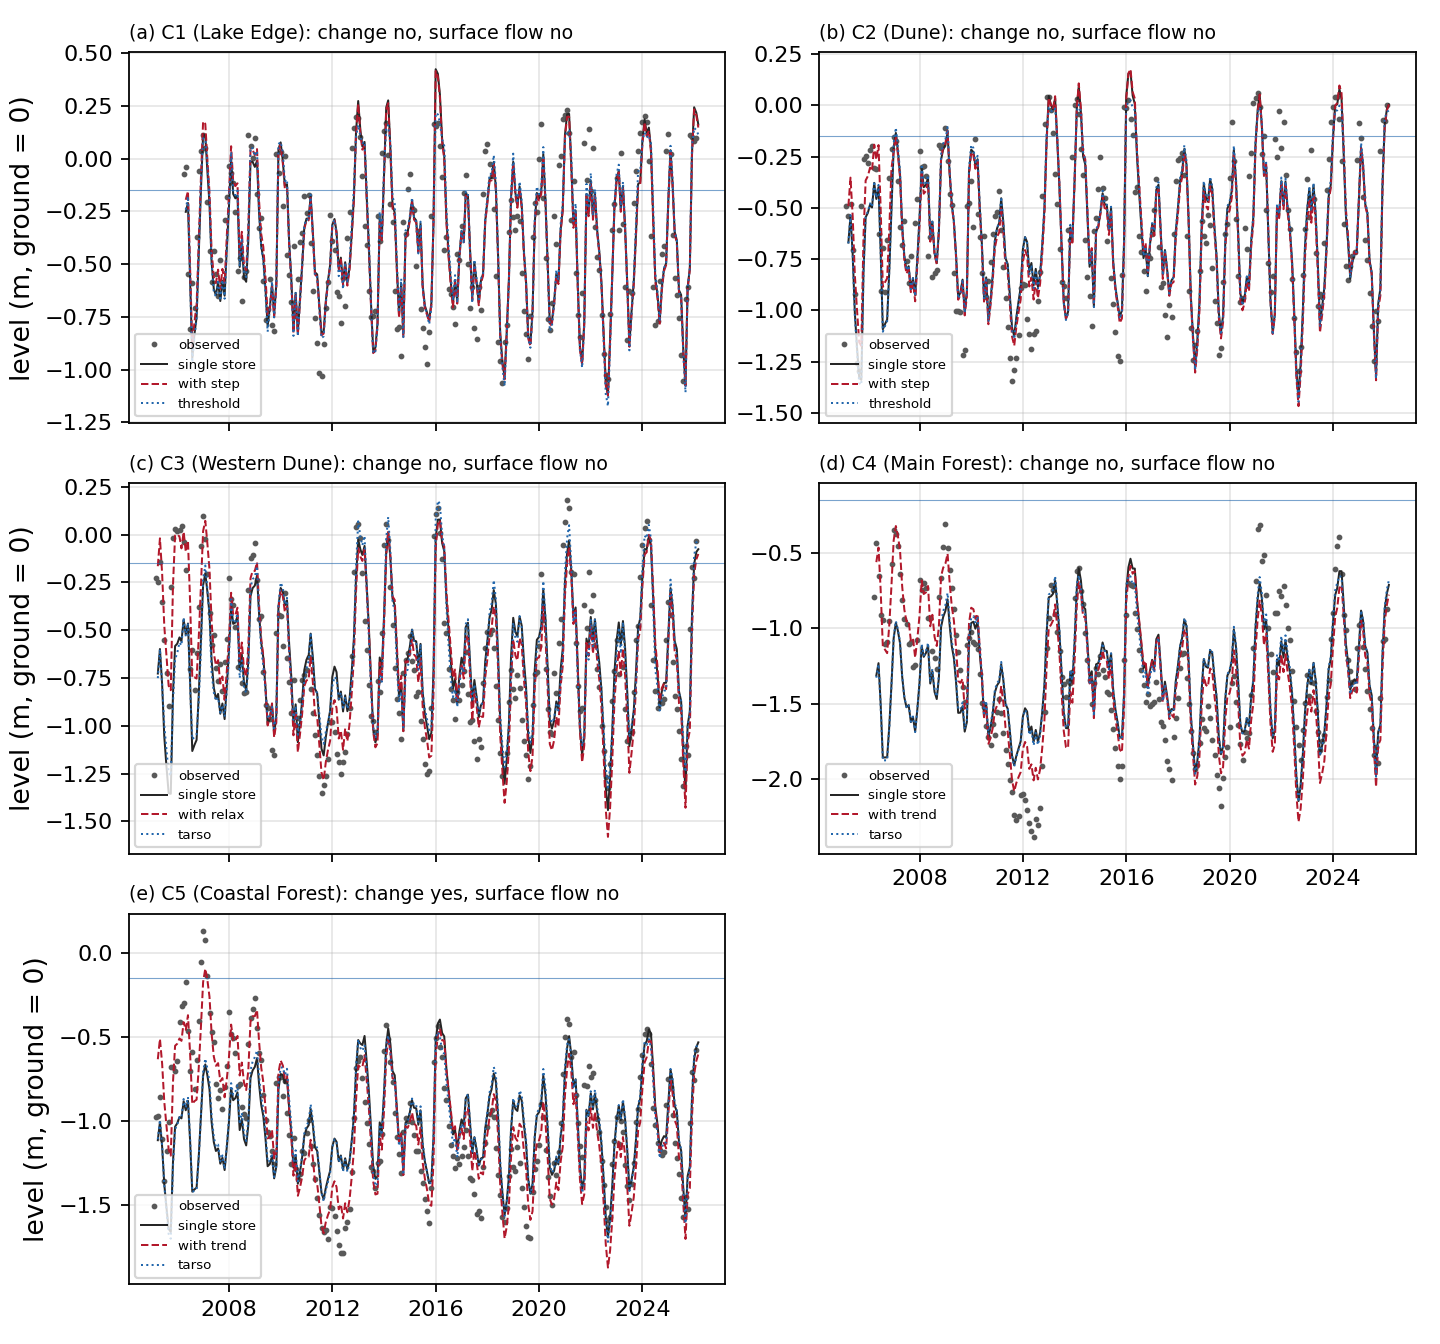 (a) C1 (Lake Edge): change no, surface flow no
(b) C2 (Dune): change no, surface flow no
level (m, ground = 0)
0.50
0.25
0.00
−0.25
−0.50
−0.75
−1.00
−1.25
observed
single store
with step
threshold
0.25
0.00
−0.25
−0.50
−0.75
−1.00
−1.25
−1.50
observed
single store
with step
threshold
(c) C3 (Western Dune): change no, surface flow no
(d) C4 (Main Forest): change no, surface flow no
level (m, ground = 0)
0.25
0.00
−0.25
−0.50
−0.75
−1.00
−1.25
−1.50
observed
single store
with relax
tarso
−0.5
−1.0
−1.5
−2.0
observed
single store
with trend
tarso
2008 2012 2016 2020 2024
(e) C5 (Coastal Forest): change yes, surface flow no
level (m, ground = 0)
0.0
−0.5
−1.0
−1.5
observed
single store
with trend
tarso
2008 2012 2016 2020 2024